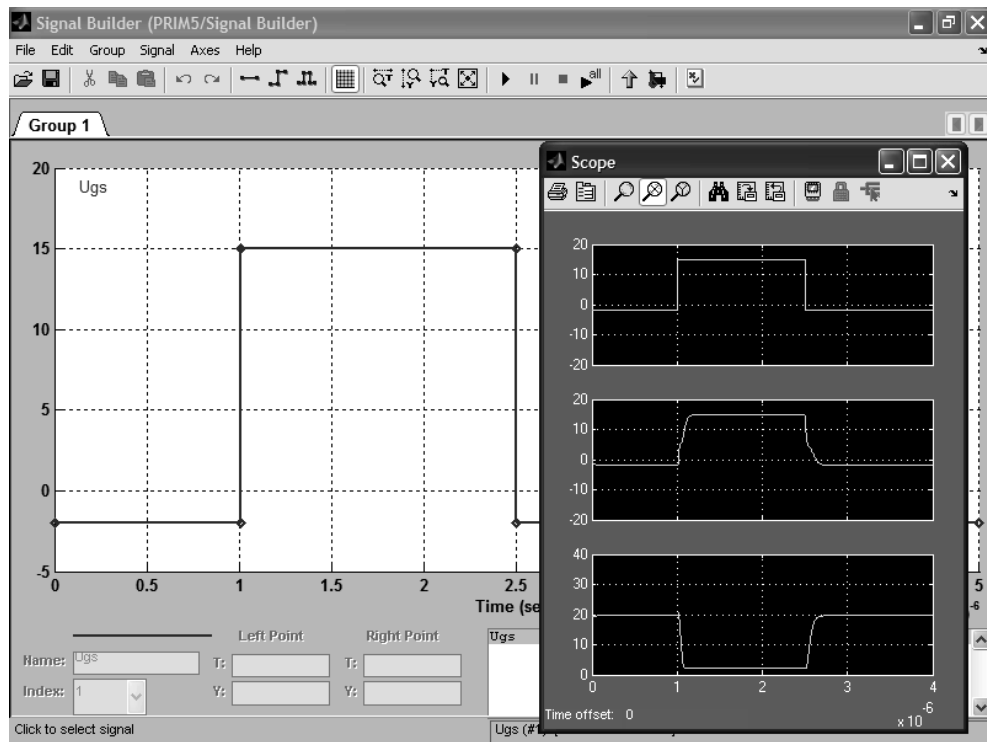 Signal Builder (PRIM5/Signal Builder)
File Edit Group Signal Axes Help
all
Group 1
Ugs
20
15
10
5
0
-5
0 0.5 1 1.5 2 2.5 5
Time (se
-6
Left Point Right Point
Name: Ugs T: T:
Index: 1 Y: Y:
Ugs
Click to select signal
Ugs (#1)
Scope
20
10
0
-10
-20
20
10
0
-10
-20
40
30
20
10
0
0 1 2 3 4
Time offset: 0
x 10
-6